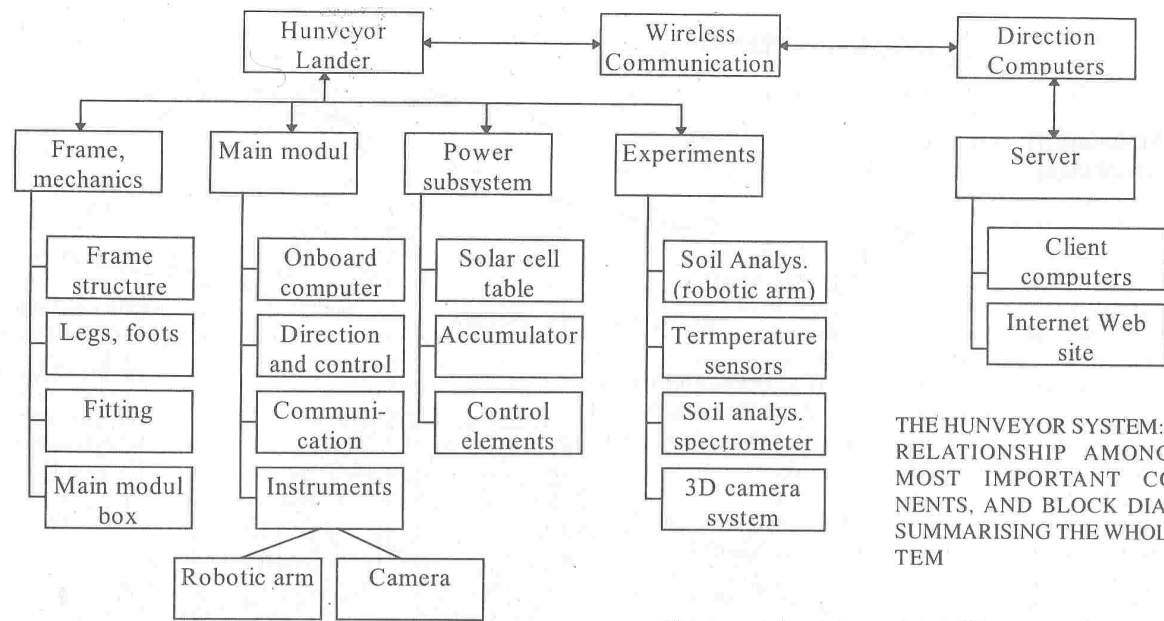 Hunveyor
Lander
Wireless
Communication
Direction
Computers
Frame,
mechanics
Main modul
Power
subsystem
Experiments
Server
Frame
structure
Legs, foots
Fitting
Main modul
box
Onboard
computer
Direction
and control
Communi-
cation
Instruments
Robotic arm
Camera
Solar cell
table
Accumulator
Control
elements
Soil Analys.
(robotic arm)
Termperature
sensors
Soil analys.
spectrometer
3D camera
system
Client
computers
Internet Web
site
THE HUNVEYOR SYSTEM:
RELATIONSHIP AMONG
MOST IMPORTANT CO
NENTS, AND BLOCK DIA
SUMMARISING THE WHOL
TEM